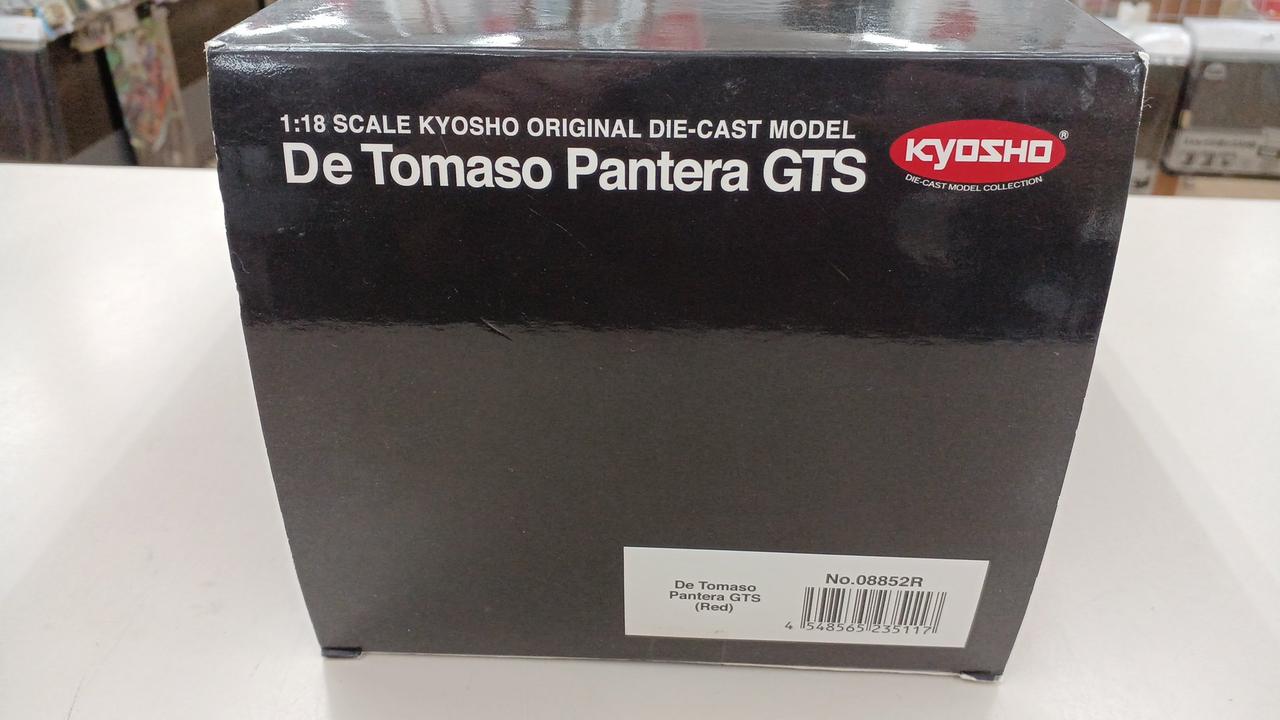 1:18 SCALE KYOSHO ORIGINAL DIE-CAST MODEL
De Tomaso Pantera GTS
KYOSHO®
DIE-CAST MODEL COLLECTION
De Tomaso
Pantera GTS
(Red)
No.08852R
4 548565 235117